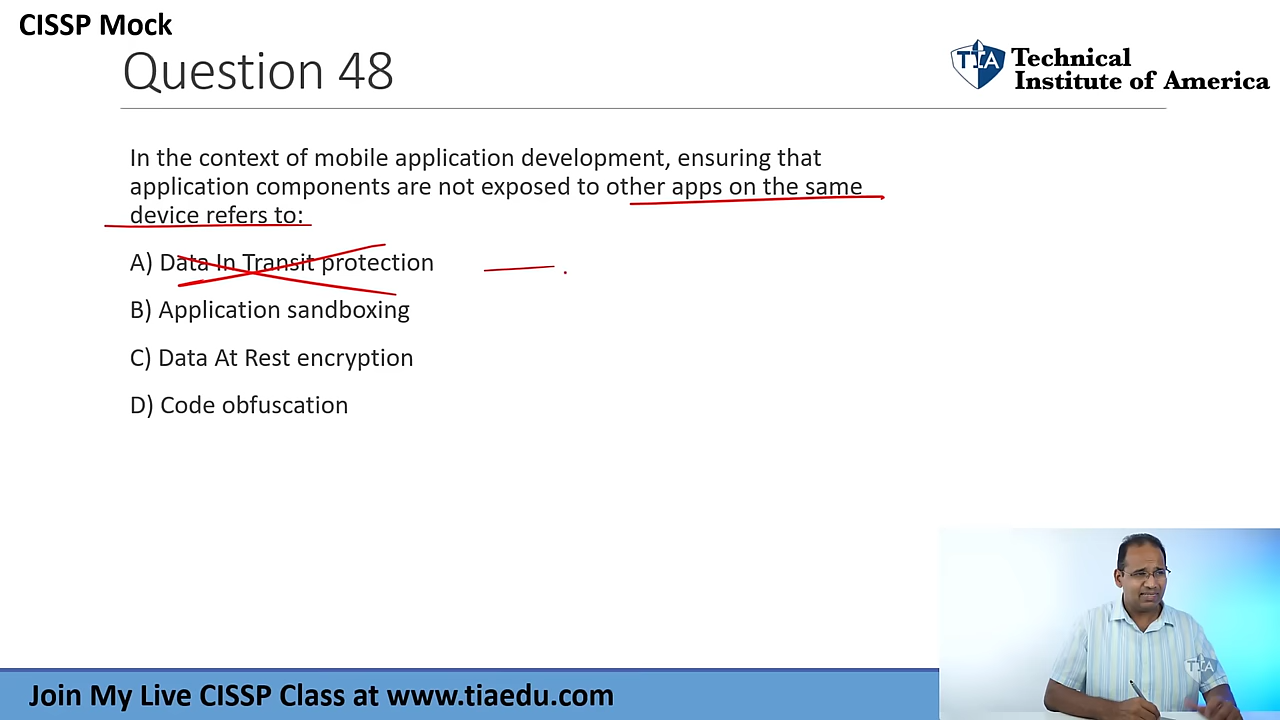 CISSP Mock
Question 48
TIA Technical
Institute of America
In the context of mobile application development, ensuring that
application components are not exposed to other apps on the same
device refers to:
A) Data In Transit protection
B) Application sandboxing
C) Data At Rest encryption
D) Code obfuscation
TIA
Join My Live CISSP Class at www.tiaedu.com